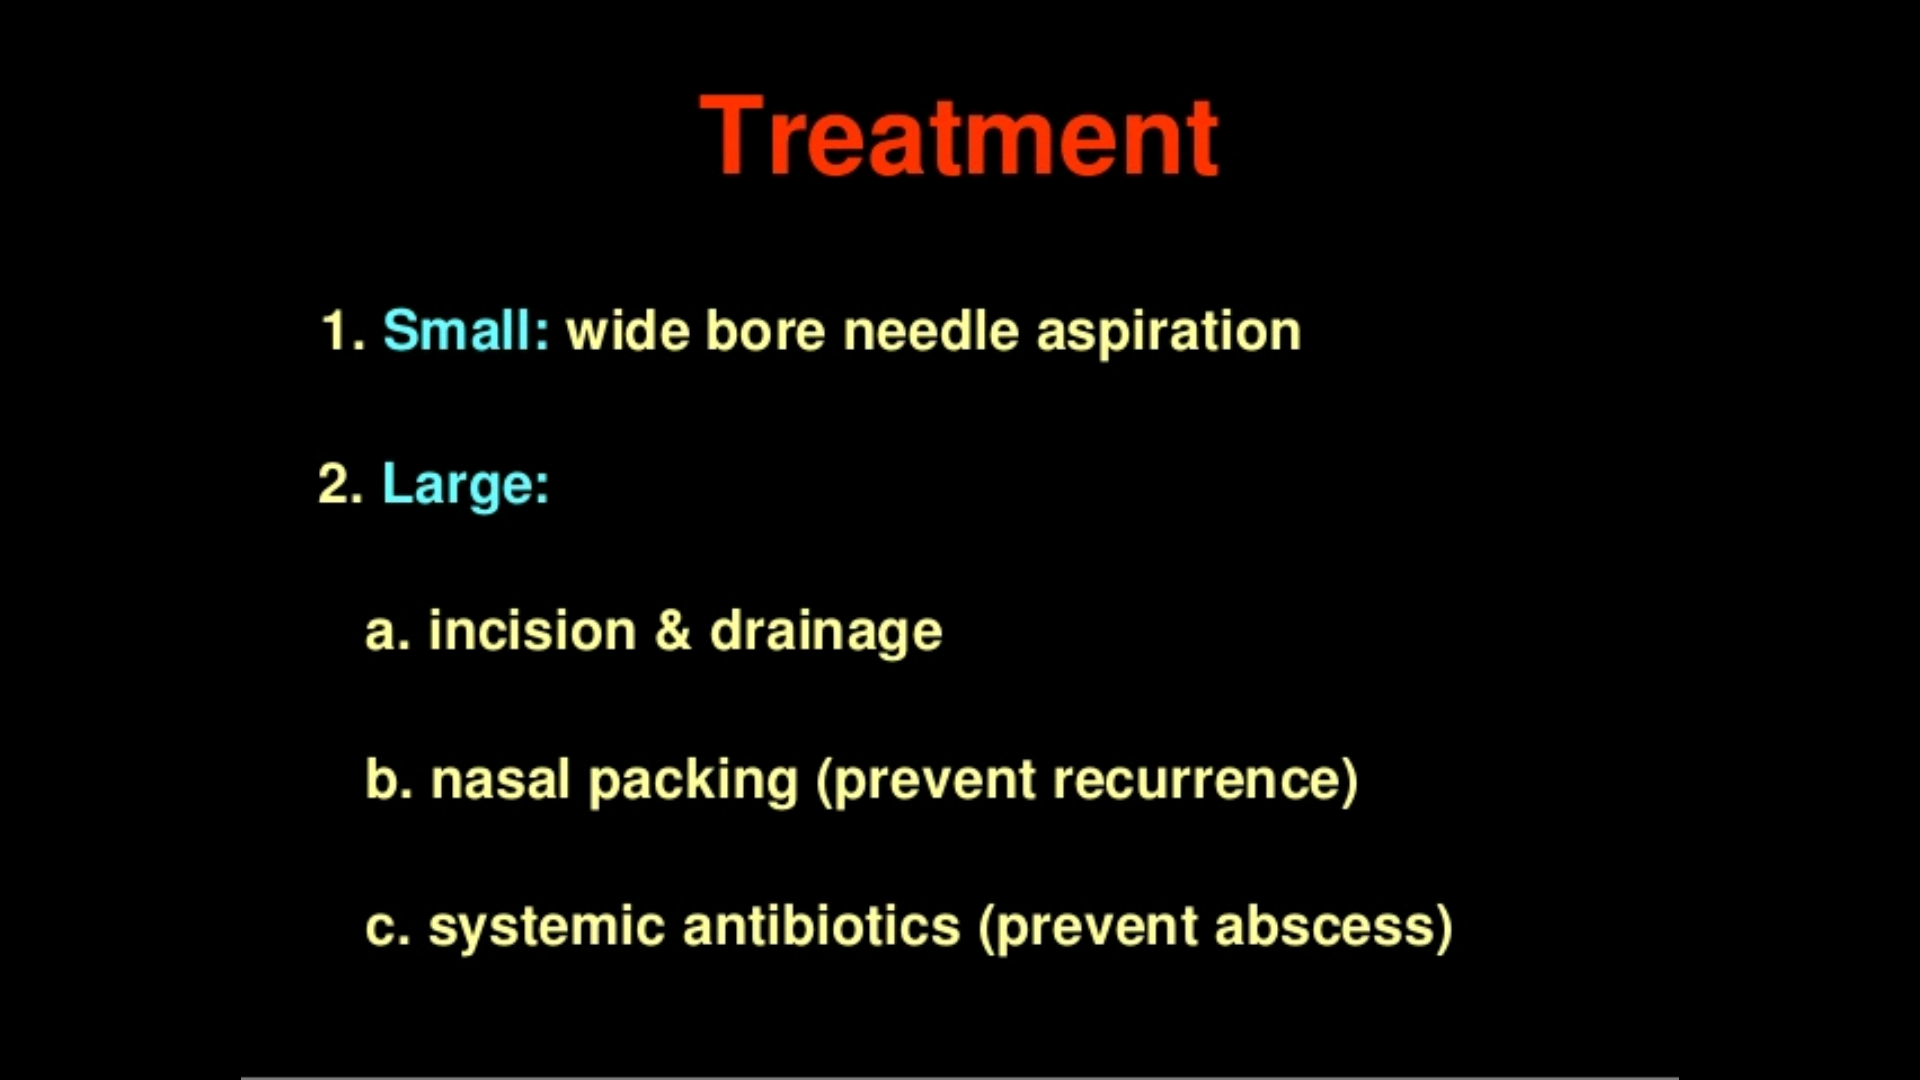 Treatment
1. Small: wide bore needle aspiration
2. Large:
a. incision & drainage
b. nasal packing (prevent recurrence)
c. systemic antibiotics (prevent abscess)